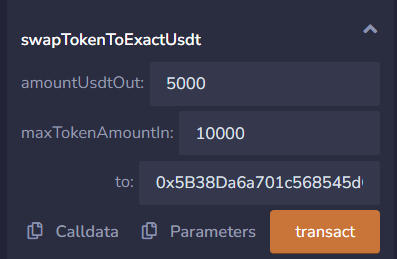 swapTokenToExactUsdt
amountUsdtOut: 5000
maxTokenAmountIn: 10000
to: 0x5B38Da6a701c568545d
Calldata Parameters transact